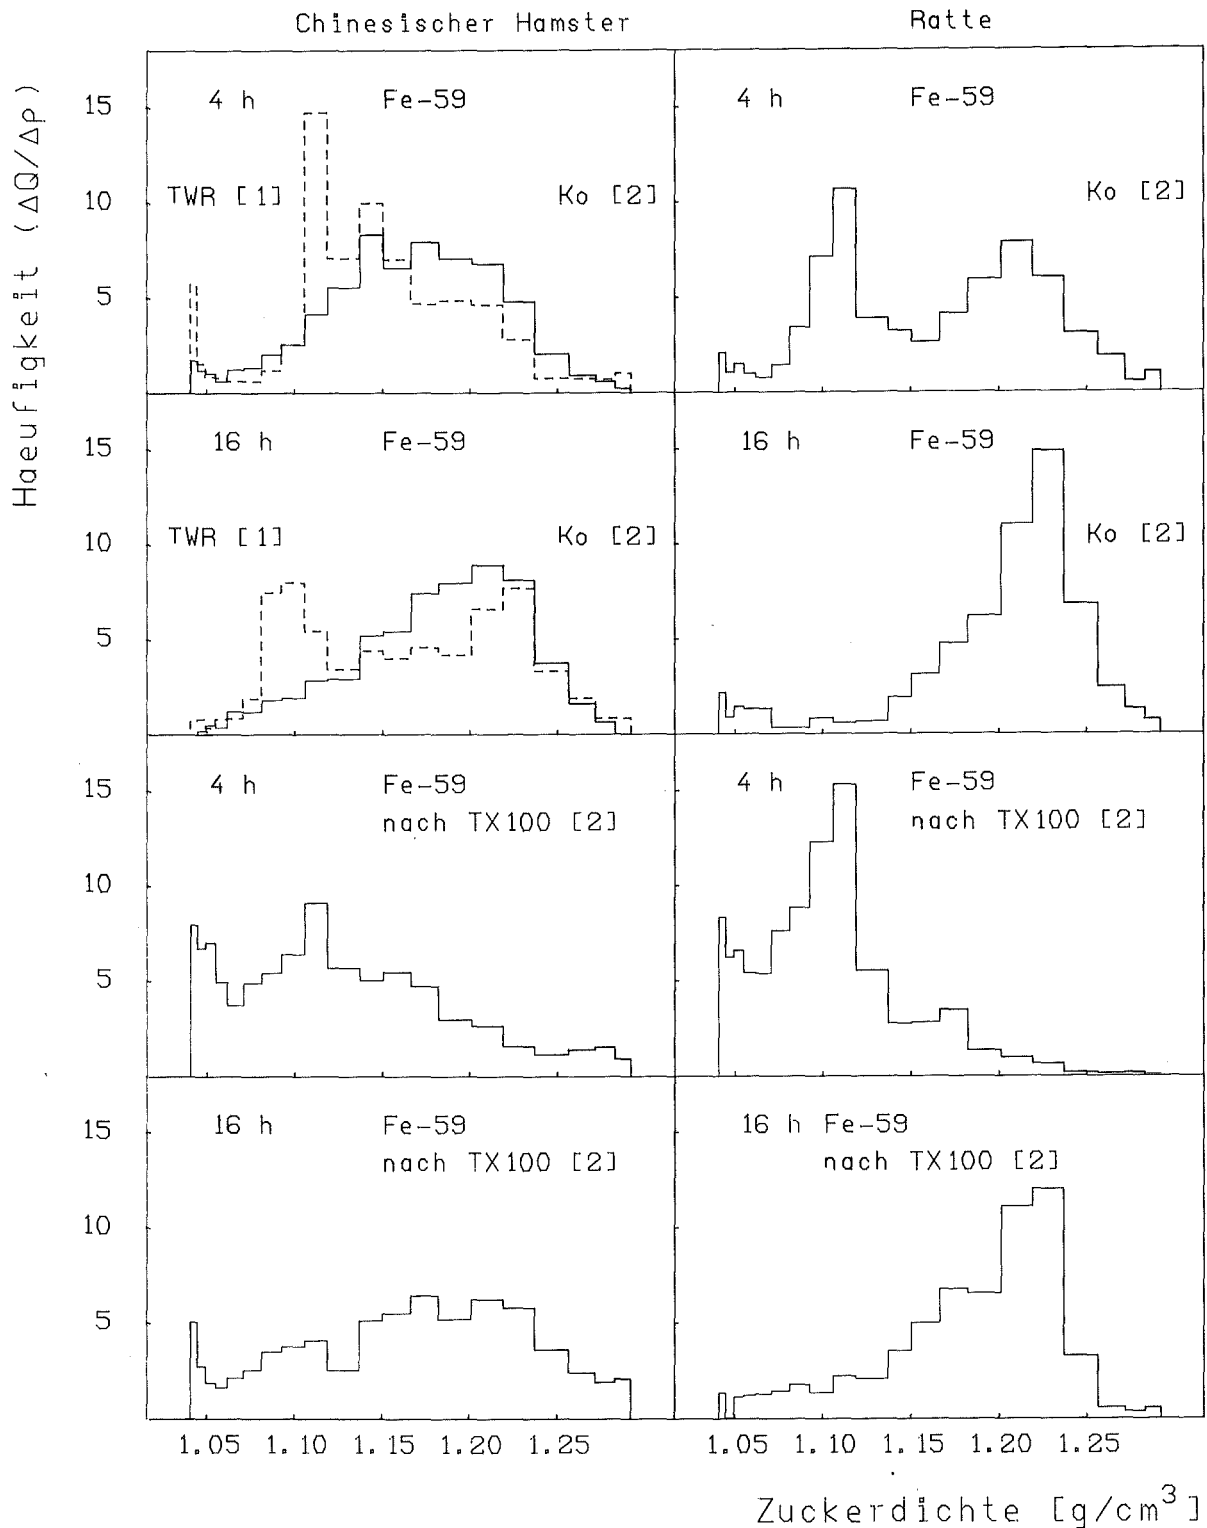 Chinesischer Hamster
Ratte
Haeufigkeit (ΔQ/Δρ)
15
10
5
4 h Fe-59
TWR [1] Ko [2]
4 h Fe-59
Ko [2]
15
10
5
16 h Fe-59
TWR [1] Ko [2]
16 h Fe-59
Ko [2]
15
10
5
4 h Fe-59
nach TX100 [2]
4 h Fe-59
nach TX100 [2]
15
10
5
16 h Fe-59
nach TX100 [2]
16 h Fe-59
nach TX100 [2]
1.05 1.10 1.15 1.20 1.25
1.05 1.10 1.15 1.20 1.25
Zuckerdichte [g/cm³]